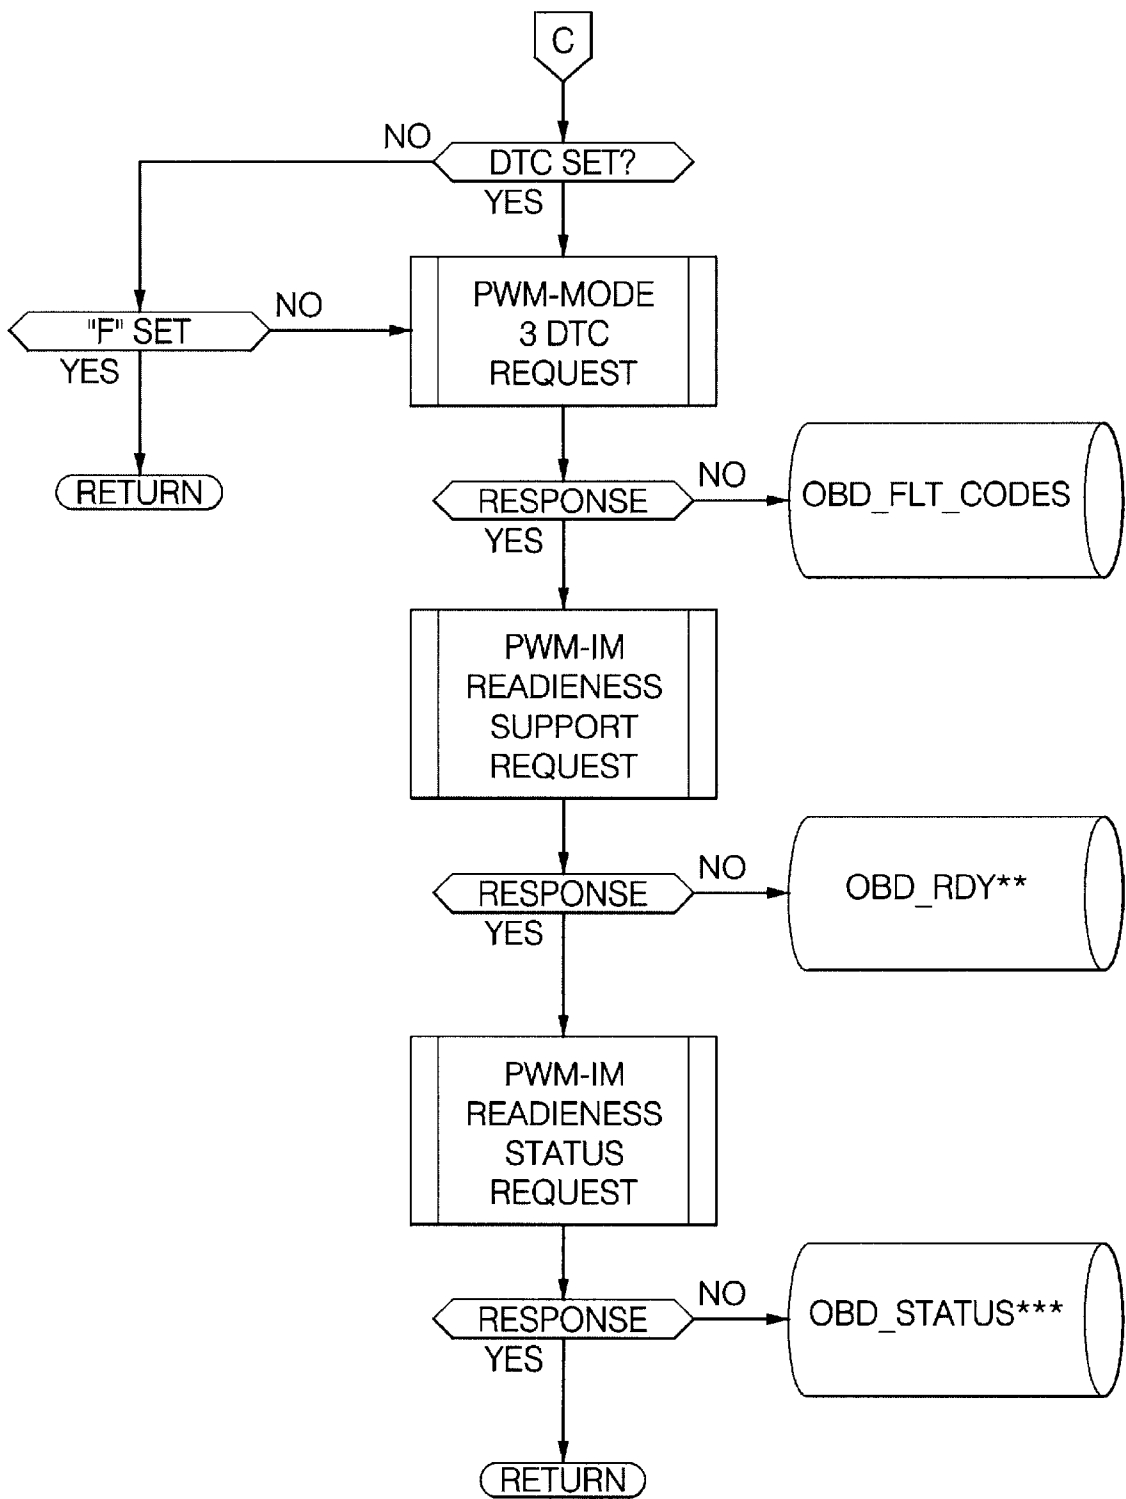 C
NO
DTC SET?
YES
PWM-MODE
3 DTC
REQUEST
NO
"F" SET
YES
RETURN
RESPONSE
NO
YES
OBD_FLT_CODES
PWM-IM
READIENESS
SUPPORT
REQUEST
RESPONSE
NO
YES
OBD_RDY**
PWM-IM
READIENESS
STATUS
REQUEST
RESPONSE
NO
YES
OBD_STATUS***
RETURN